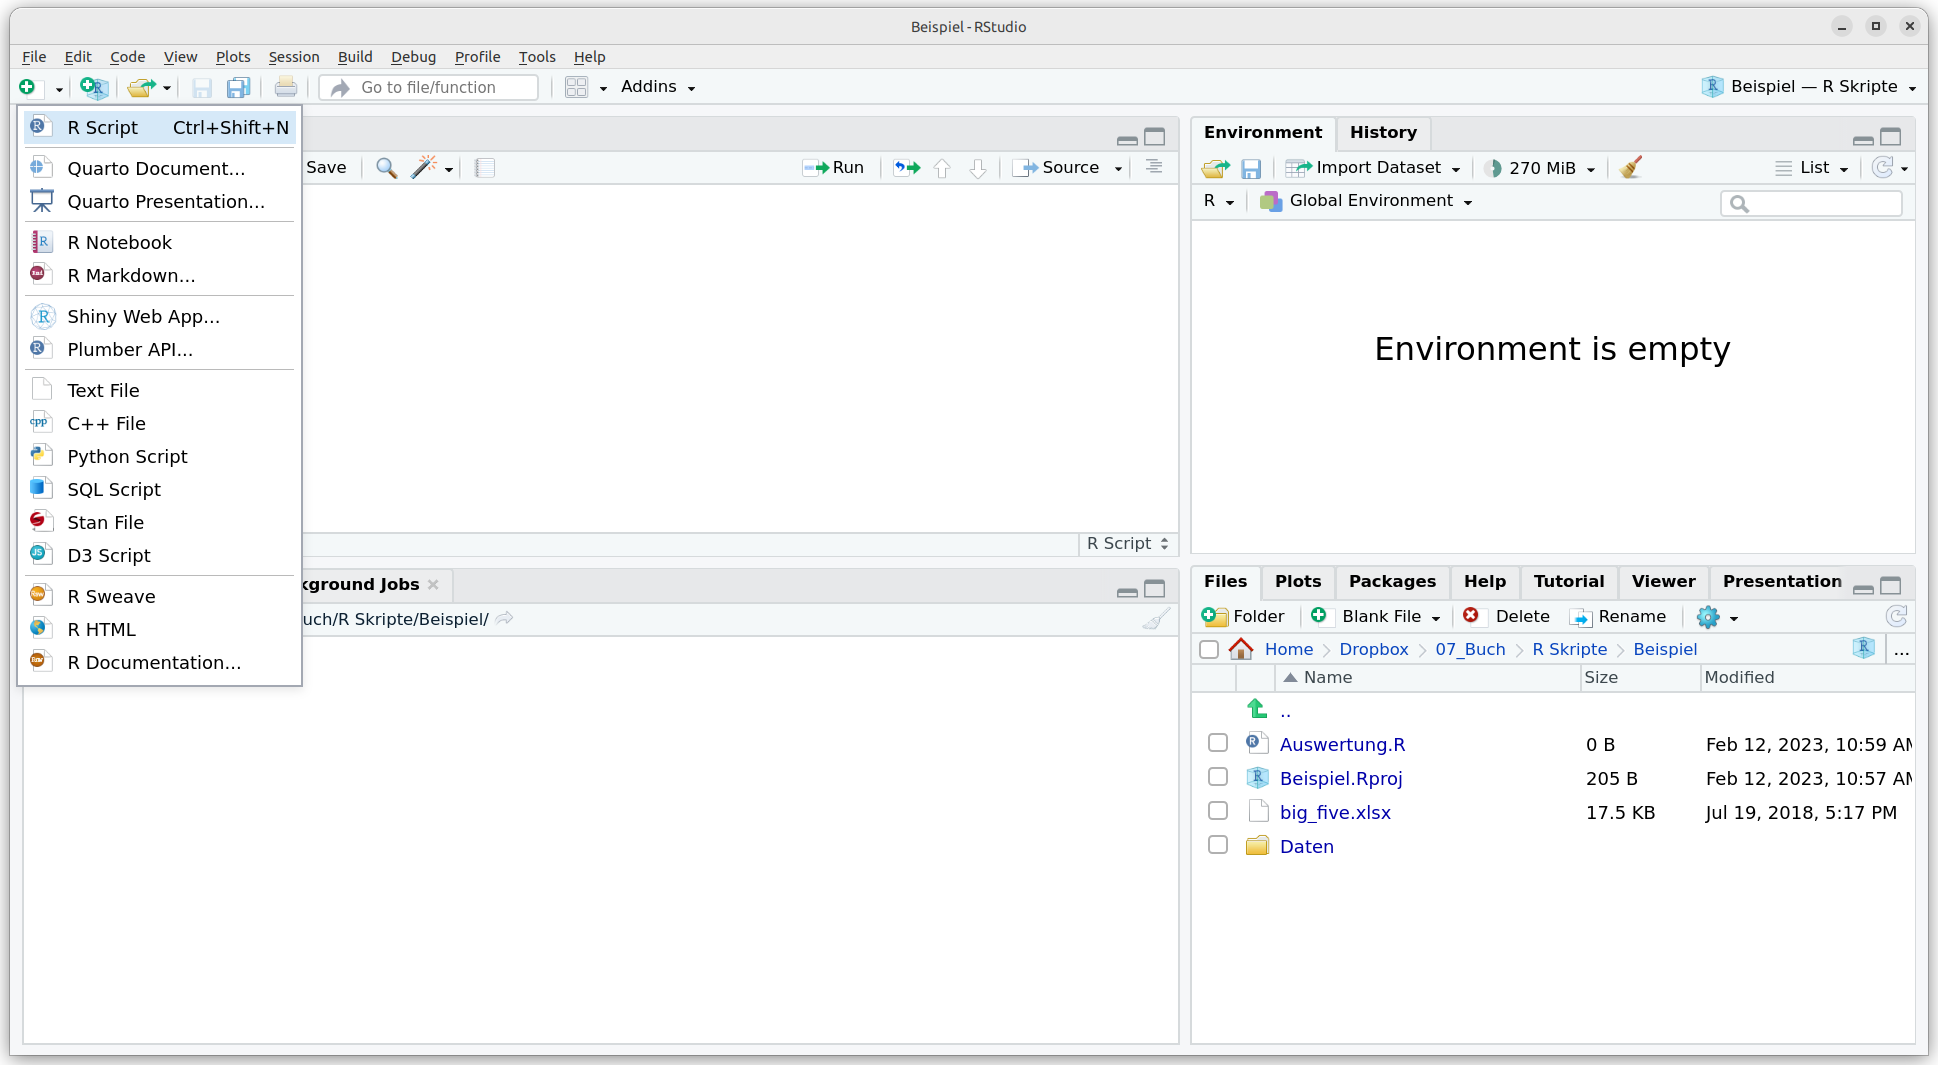 Beispiel - RStudio
File Edit Code View Plots Session Build Debug Profile Tools Help
Go to file/function Addins Beispiel — R Skripte
R Script Ctrl+Shift+N
Quarto Document...
Quarto Presentation...
R Notebook
R Markdown...
Shiny Web App...
Plumber API...
Text File
C++ File
Python Script
SQL Script
Stan File
D3 Script
R Sweave
R HTML
R Documentation...
Save Run Source
R Script
kground Jobs
uch/R Skripte/Beispiel/
Environment History
Import Dataset 270 MiB List
R Global Environment
Environment is empty
Files Plots Packages Help Tutorial Viewer Presentation
Folder Blank File Delete Rename
Home Dropbox 07_Buch R Skripte Beispiel ...
Name Size Modified
..
Auswertung.R 0 B Feb 12, 2023, 10:59 AM
Beispiel.Rproj 205 B Feb 12, 2023, 10:57 AM
big_five.xlsx 17.5 KB Jul 19, 2018, 5:17 PM
Daten